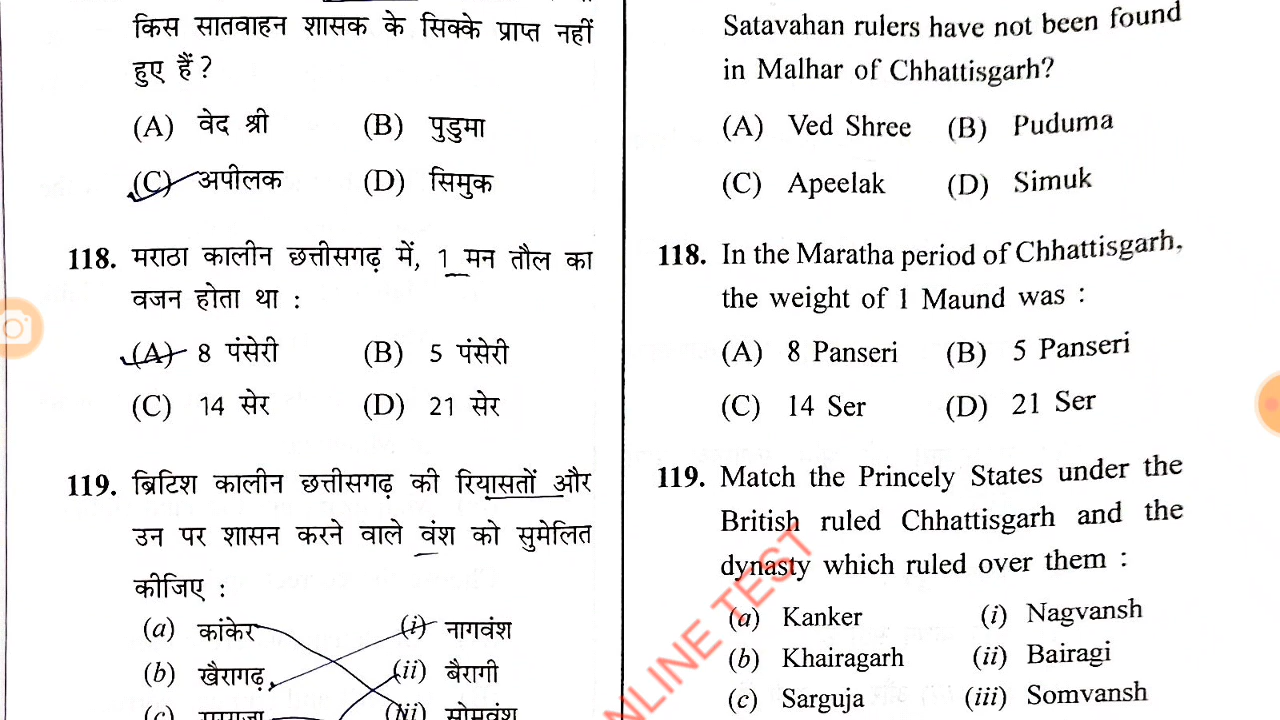 किस सातवाहन शासक के सिक्के प्राप्त नहीं
हुए हैं ?
(A) वेद श्री (B) पुडुमा
(C) अपीलक (D) सिमुक
118. मराठा कालीन छत्तीसगढ़ में, 1 मन तौल का
वजन होता था :
(A) 8 पंसेरी (B) 5 पंसेरी
(C) 14 सेर (D) 21 सेर
119. ब्रिटिश कालीन छत्तीसगढ़ की रियासतों और
उन पर शासन करने वाले वंश को सुमेलित
कीजिए :
(a) कांकेर (i) नागवंश
(b) खैरागढ़ (ii) बैरागी
(c) सरगुजा (iii) सोमवंश
Satavahan rulers have not been found
in Malhar of Chhattisgarh?
(A) Ved Shree (B) Puduma
(C) Apeelak (D) Simuk
118. In the Maratha period of Chhattisgarh,
the weight of 1 Maund was :
(A) 8 Panseri (B) 5 Panseri
(C) 14 Ser (D) 21 Ser
119. Match the Princely States under the
British ruled Chhattisgarh and the
dynasty which ruled over them :
(a) Kanker (i) Nagvansh
(b) Khairagarh (ii) Bairagi
(c) Sarguja (iii) Somvansh
NLINE TEST